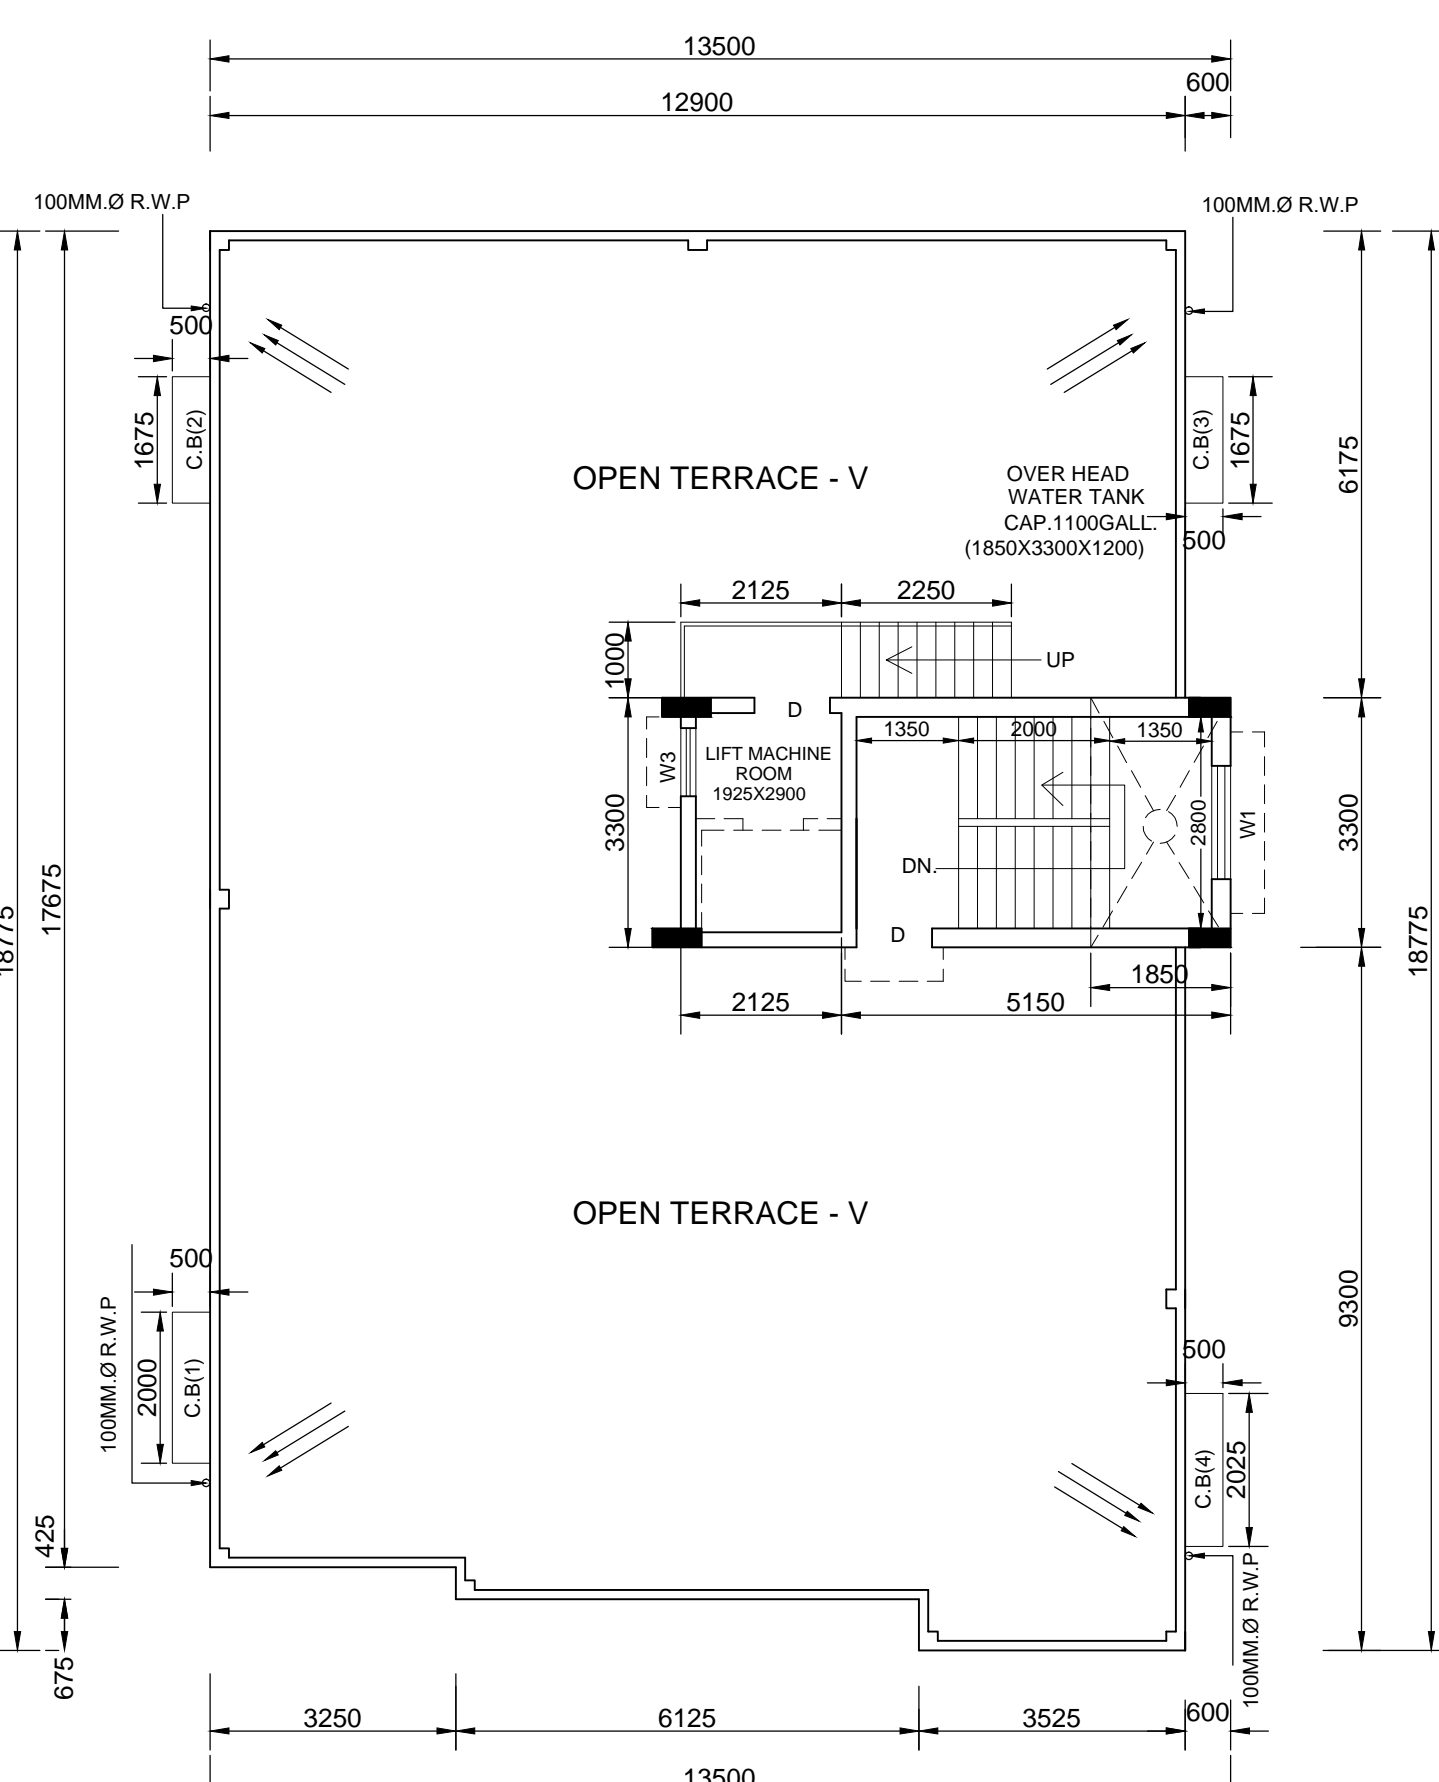 13500
600
12900
100MM.Ø R.W.P
100MM.Ø R.W.P
500
1675
C.B(2)
C.B(3)
1675
6175
OPEN TERRACE - V
OVER HEAD
WATER TANK
CAP.1100GALL.
(1850X3300X1200)
500
2125
2250
1000
UP
D
1350
2000
1350
W3
LIFT MACHINE
ROOM
1925X2900
3300
2800
W1
3300
DN.
17675
18775
D
18775
1850
2125
5150
OPEN TERRACE - V
500
100MM.Ø R.W.P
2000
C.B(1)
9300
500
C.B(4)
2025
425
675
100MM.Ø R.W.P
3250
6125
3525
600
13500